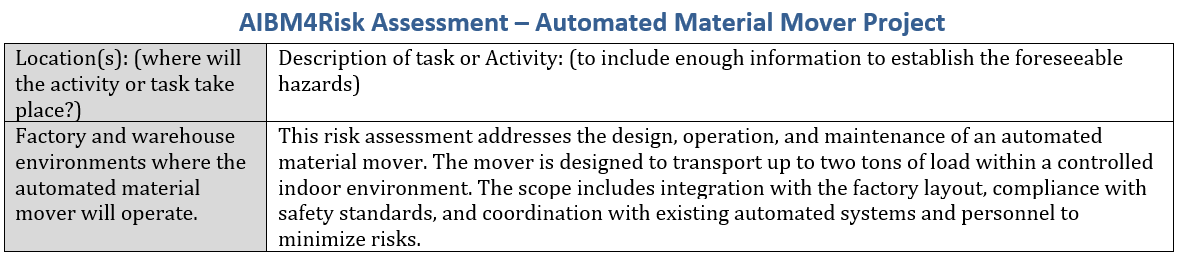 AIBM4Risk Assessment – Automated Material Mover Project
Location(s): (where will
the activity or task take
place?)
Description of task or Activity: (to include enough information to establish the foreseeable
hazards)
Factory and warehouse
environments where the
automated material
mover will operate.
This risk assessment addresses the design, operation, and maintenance of an automated
material mover. The mover is designed to transport up to two tons of load within a controlled
indoor environment. The scope includes integration with the factory layout, compliance with
safety standards, and coordination with existing automated systems and personnel to
minimize risks.